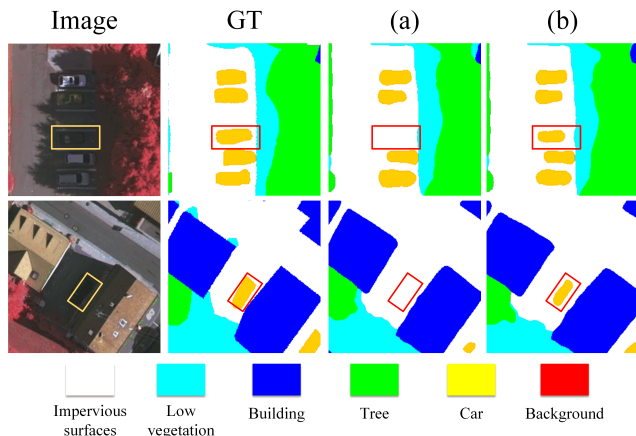 Image GT (a) (b)
Impervious surfaces
Low vegetation
Building
Tree
Car
Background